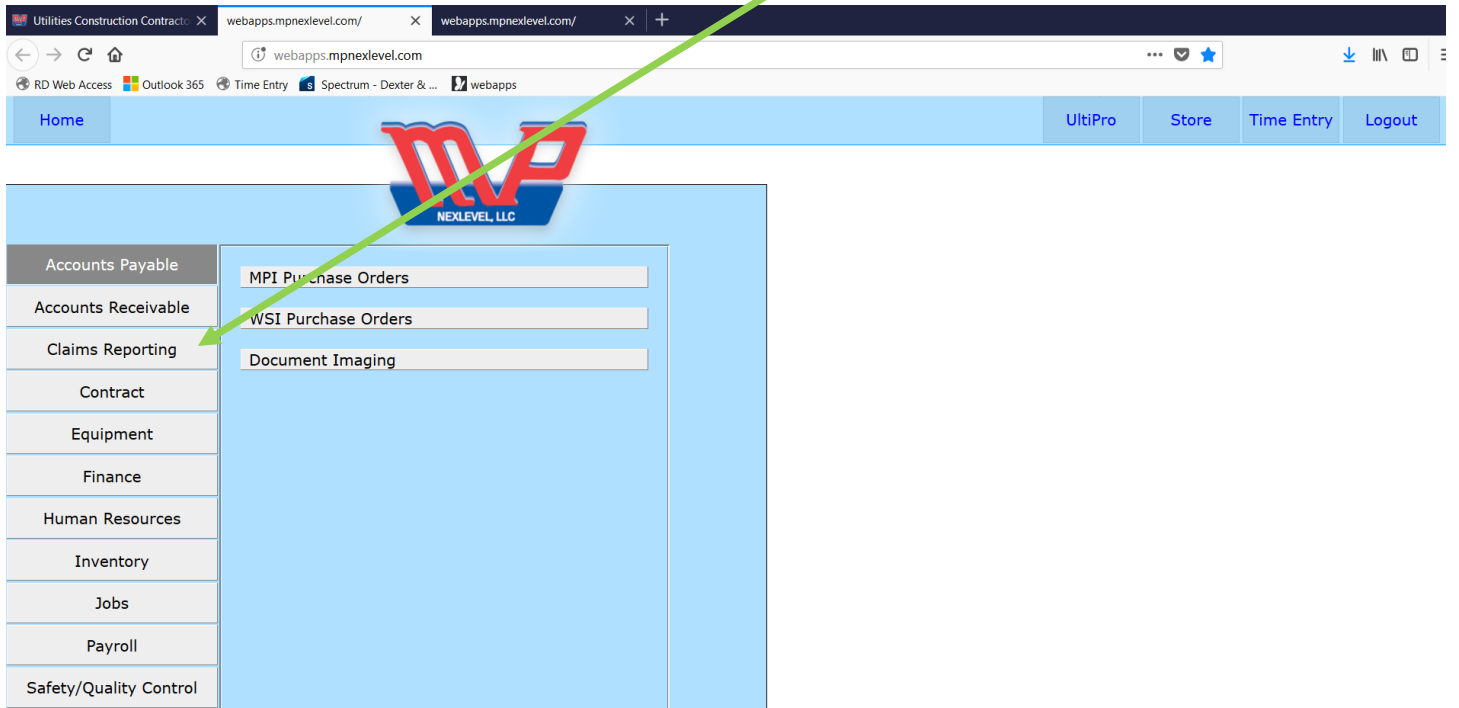 Utilities Construction Contracto
webapps.mpnexlevel.com/
webapps.mpnexlevel.com/
webapps.mpnexlevel.com
RD Web Access
Outlook 365
Time Entry
Spectrum - Dexter & ...
webapps
Home
UltiPro
Store
Time Entry
Logout
MP
NEXLEVEL, LLC
Accounts Payable
Accounts Receivable
Claims Reporting
Contract
Equipment
Finance
Human Resources
Inventory
Jobs
Payroll
Safety/Quality Control
MPI Purchase Orders
WSI Purchase Orders
Document Imaging